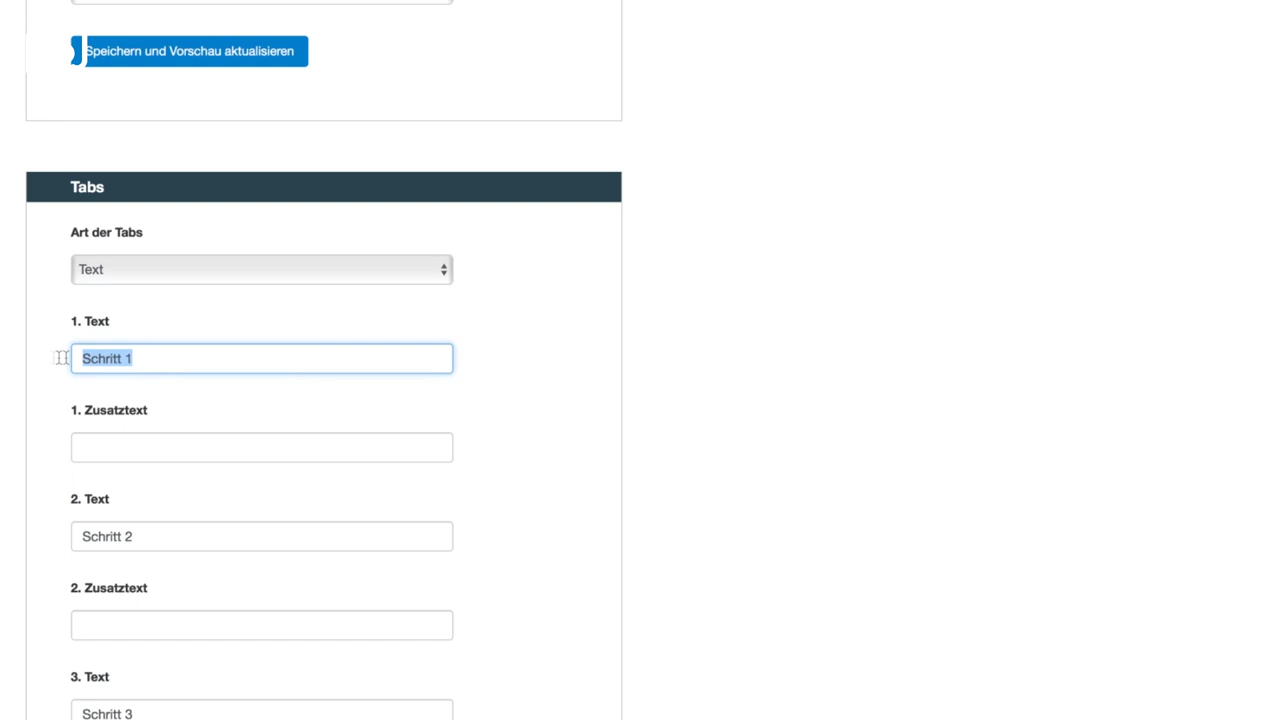 Speichern und Vorschau aktualisieren
Tabs
Art der Tabs
Text
1. Text
Schritt 1
1. Zusatztext
2. Text
Schritt 2
2. Zusatztext
3. Text
Schritt 3